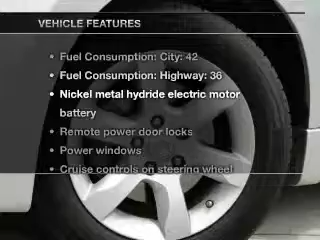 VEHICLE FEATURES
• Fuel Consumption: City: 42
• Fuel Consumption: Highway: 36
• Nickel metal hydride electric motor
battery
• Remote power door locks
• Power windows
• Cruise controls on steering wheel